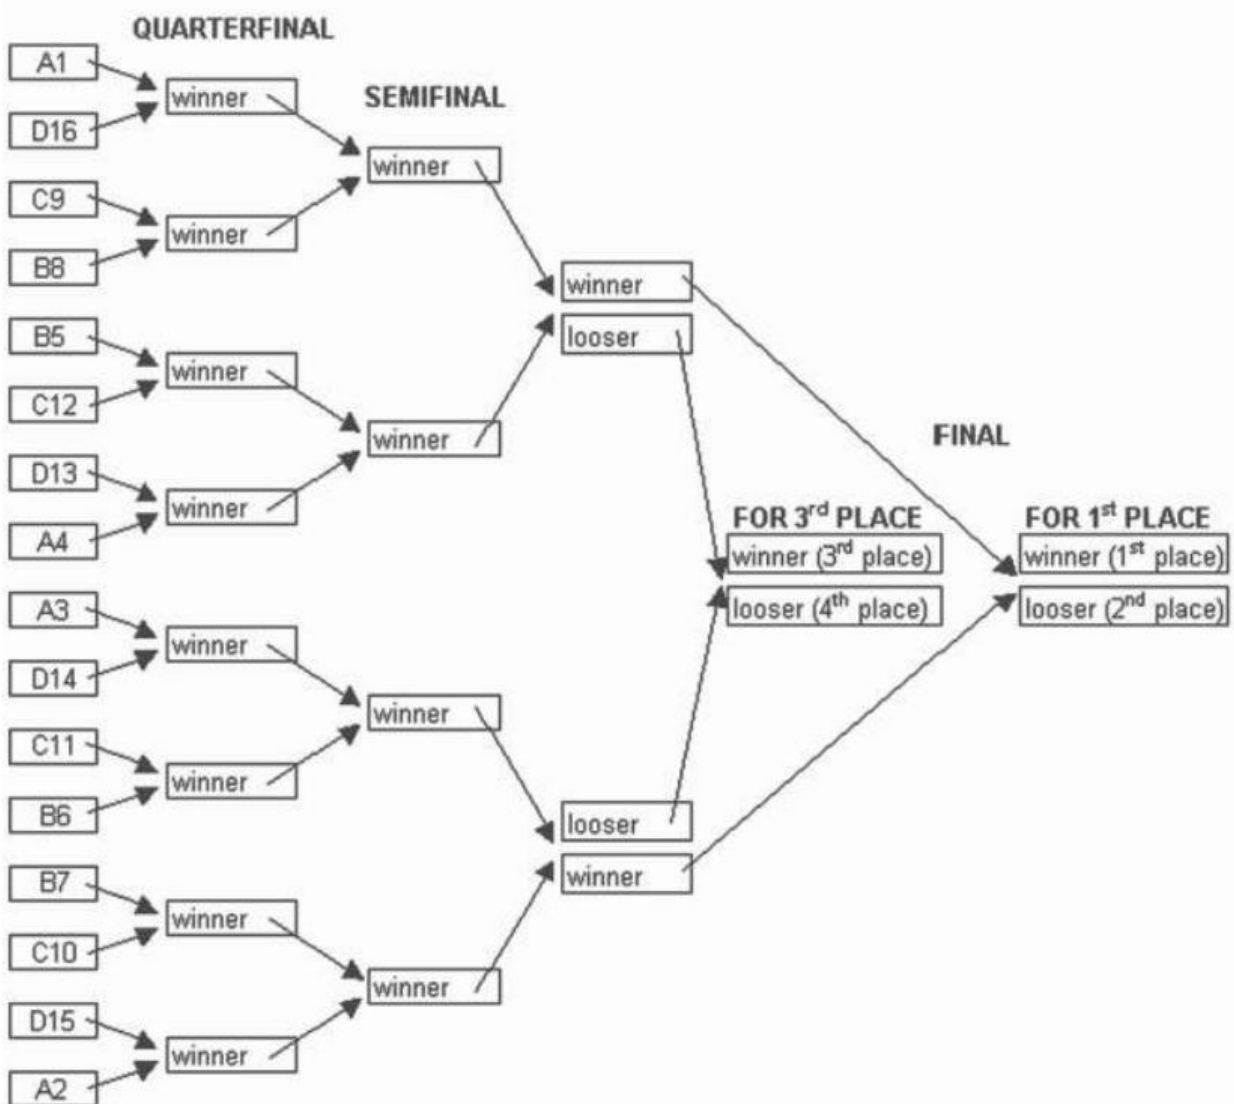 QUARTERFINAL
A1
winner
SEMIFINAL
D16
winner
C9
winner
B8
winner
looser
B5
winner
C12
winner
FINAL
D13
winner
A4
FOR 3rd PLACE
winner (3rd place)
looser (4th place)
FOR 1st PLACE
winner (1st place)
looser (2nd place)
A3
winner
D14
winner
C11
winner
B6
looser
winner
B7
winner
C10
winner
D15
winner
A2